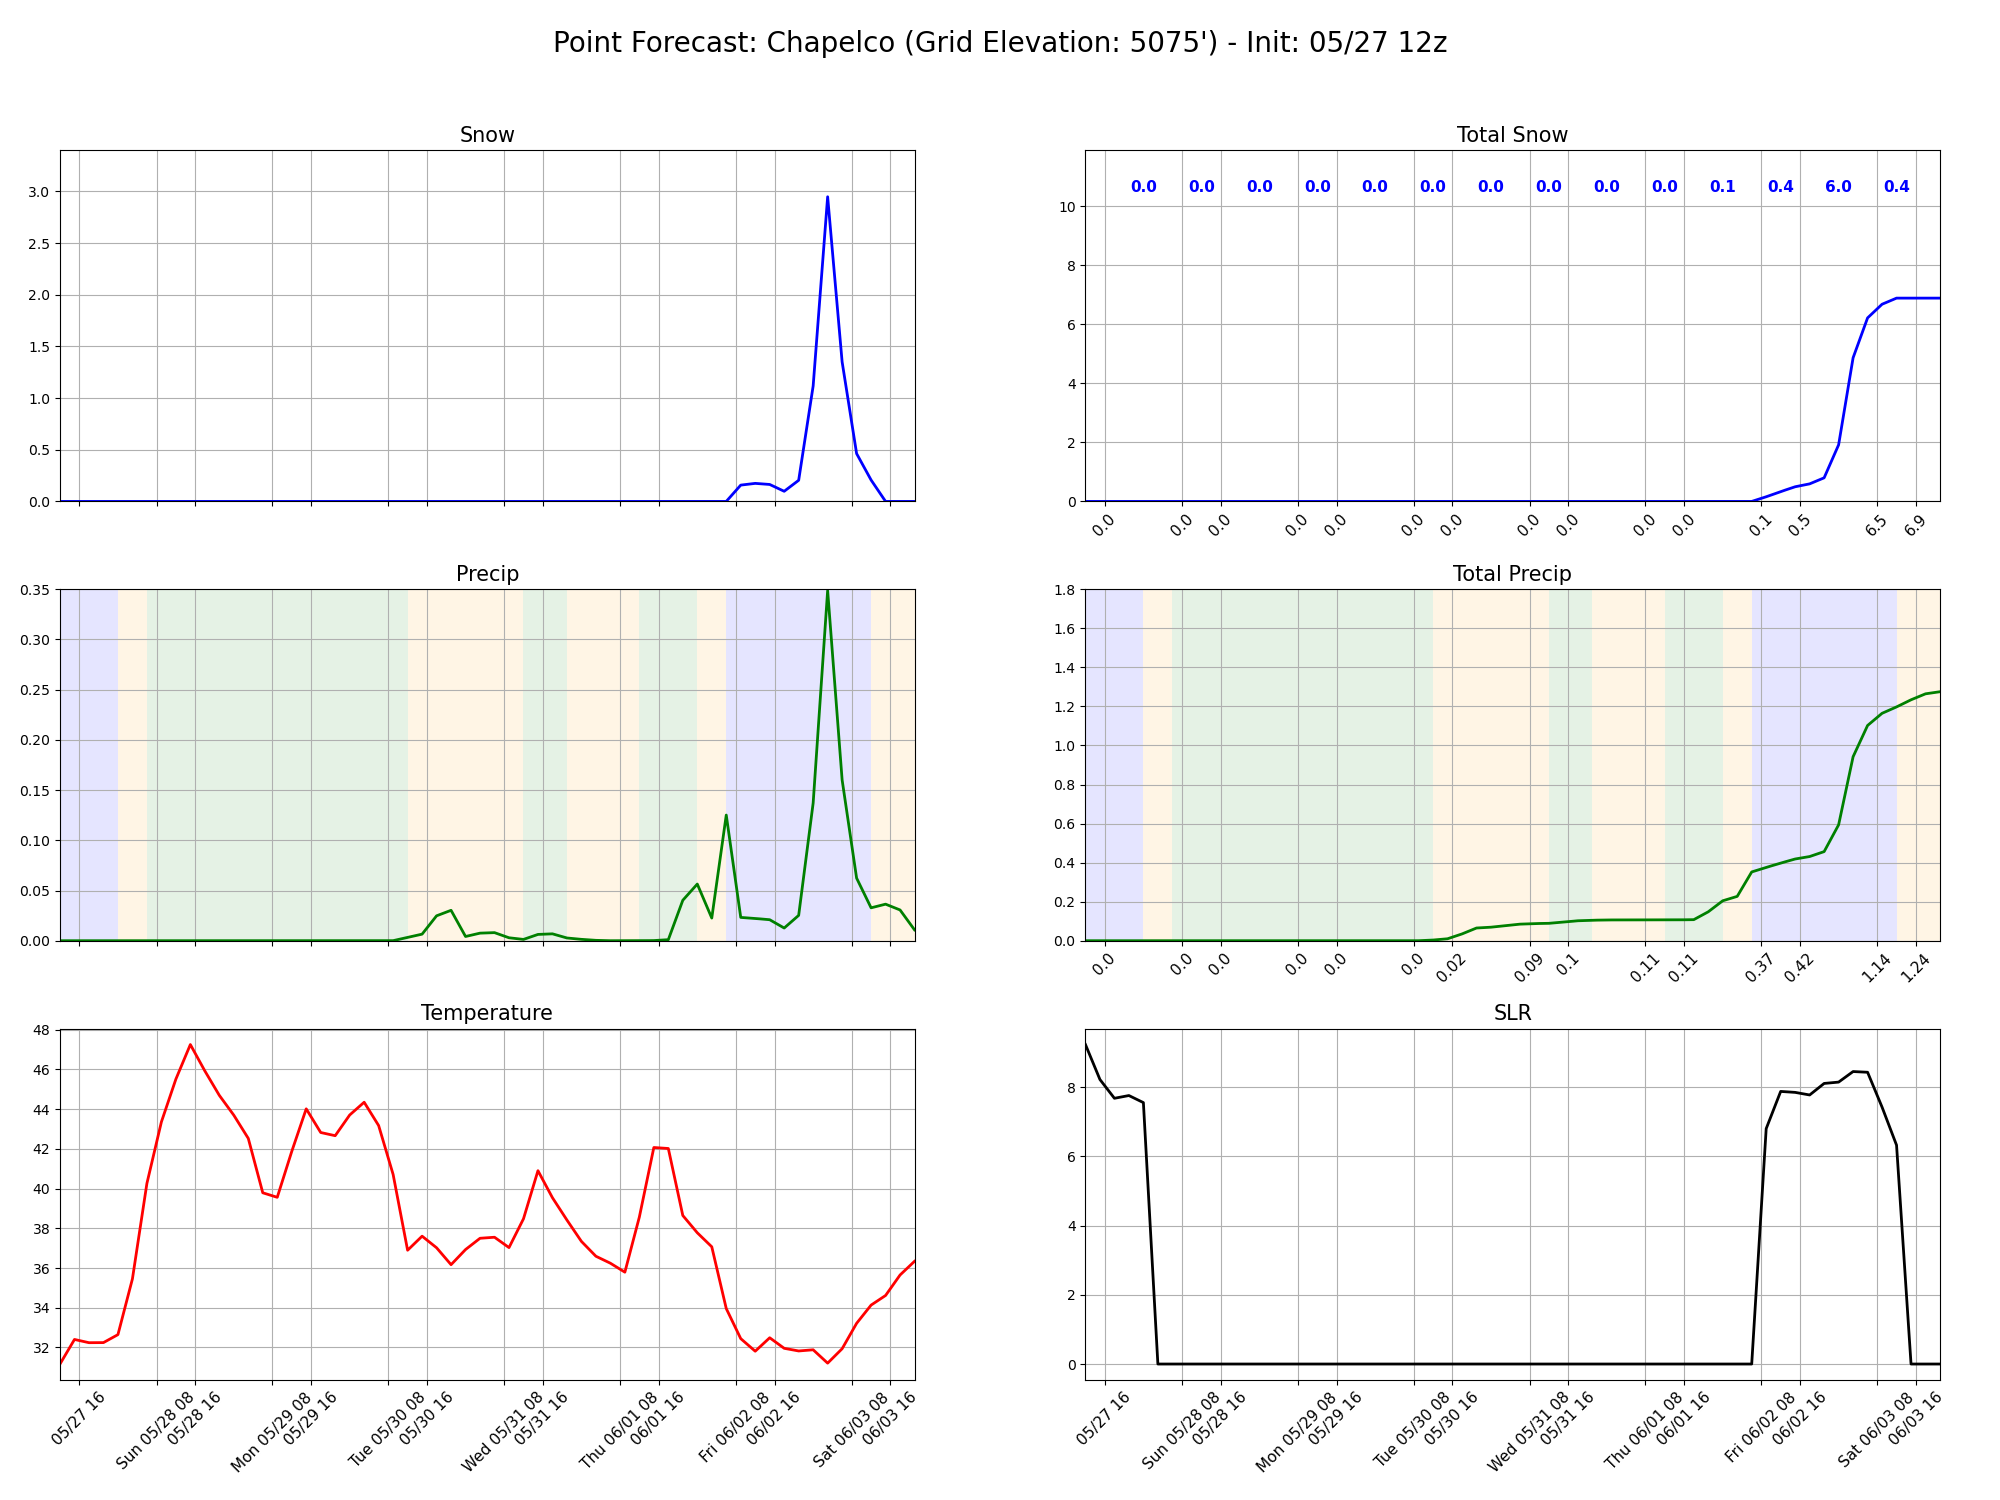 Point Forecast: Chapelco (Grid Elevation: 5075') - Init: 05/27 12z
Snow
3.0
2.5
2.0
1.5
1.0
0.5
0.0
Total Snow
0.0 0.0 0.0 0.0 0.0 0.0 0.0 0.0 0.0 0.0 0.1 0.4 6.0 0.4
10
8
6
4
2
0
0.0 0.0 0.0 0.0 0.0 0.0 0.0 0.0 0.0 0.0 0.0 0.1 0.5 6.5 6.9
Precip
0.35
0.30
0.25
0.20
0.15
0.10
0.05
0.00
Total Precip
1.8
1.6
1.4
1.2
1.0
0.8
0.6
0.4
0.2
0.0
0.0 0.0 0.0 0.0 0.0 0.0 0.02 0.09 0.1 0.11 0.11 0.37 0.42 1.14 1.24
Temperature
48
46
44
42
40
38
36
34
32
05/27 16
Sun 05/28 08
05/28 16
Mon 05/29 08
05/29 16
Tue 05/30 08
05/30 16
Wed 05/31 08
05/31 16
Thu 06/01 08
06/01 16
Fri 06/02 08
06/02 16
Sat 06/03 08
06/03 16
SLR
8
6
4
2
0
05/27 16
Sun 05/28 08
05/28 16
Mon 05/29 08
05/29 16
Tue 05/30 08
05/30 16
Wed 05/31 08
05/31 16
Thu 06/01 08
06/01 16
Fri 06/02 08
06/02 16
Sat 06/03 08
06/03 16